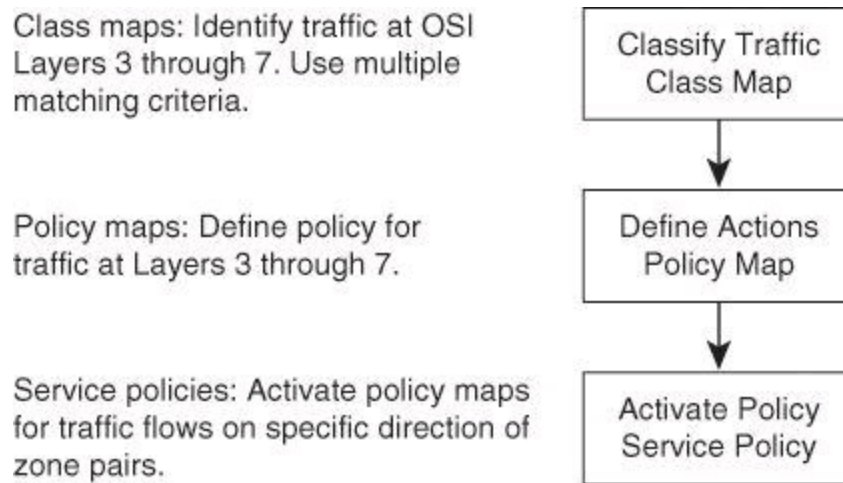 Class maps: Identify traffic at OSI
Layers 3 through 7. Use multiple
matching criteria.
Classify Traffic
Class Map
Policy maps: Define policy for
traffic at Layers 3 through 7.
Define Actions
Policy Map
Service policies: Activate policy maps
for traffic flows on specific direction of
zone pairs.
Activate Policy
Service Policy